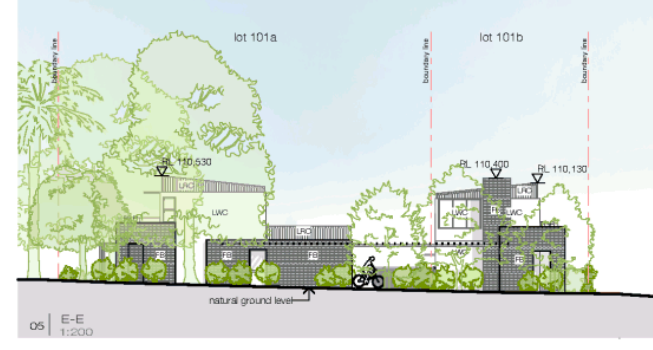 lot 101a
lot 101b
boundary line
boundary line
boundary line
RL 110,530
RL 110,400
RL 110,130
LRC
LRC
LWC
LWC
LWC
LRC
FB
FB
FB
FB
natural ground level
05 E-E
1:200